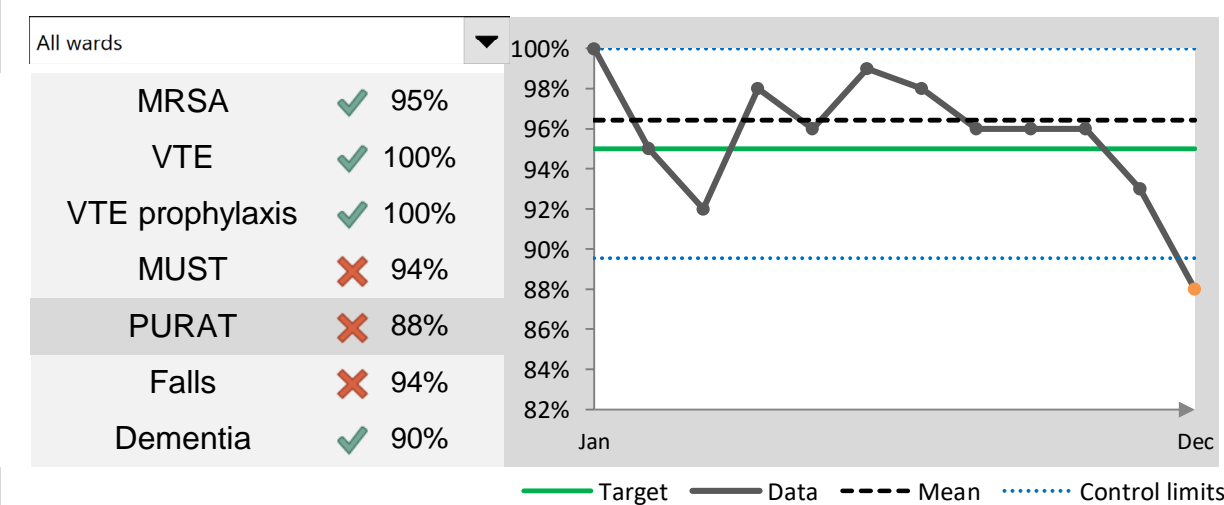 All wards
MRSA 95%
VTE 100%
VTE prophylaxis 100%
MUST 94%
PURAT 88%
Falls 94%
Dementia 90%
100%
98%
96%
94%
92%
90%
88%
86%
84%
82%
Jan Dec
Target Data Mean Control limits